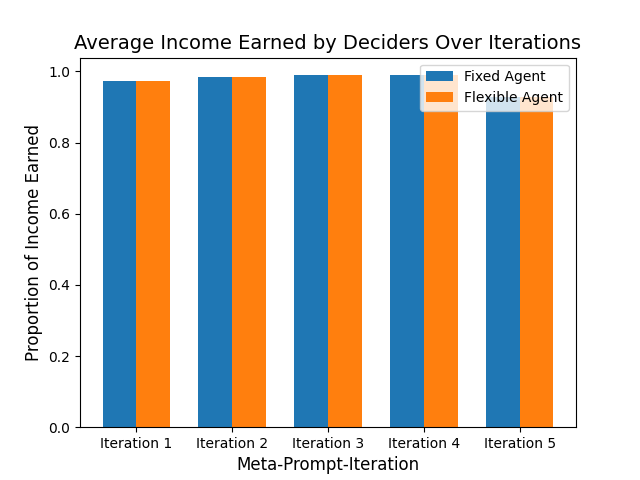 Average Income Earned by Deciders Over Iterations
Fixed Agent
Flexible Agent
Proportion of Income Earned
1.0
0.8
0.6
0.4
0.2
0.0
Iteration 1 Iteration 2 Iteration 3 Iteration 4 Iteration 5
Meta-Prompt-Iteration